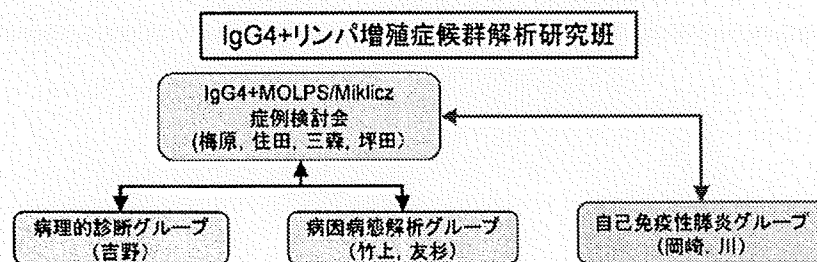 IgG4+リンパ増殖症候群解析研究班
IgG4+MOLPS/Miklicz
症例検討会
(梅原, 住田, 三森, 坪田)
病理的診断グループ
(吉野)
病因病態解析グループ
(竹上, 友杉)
自己免疫性膵炎グループ
(岡崎, 川)